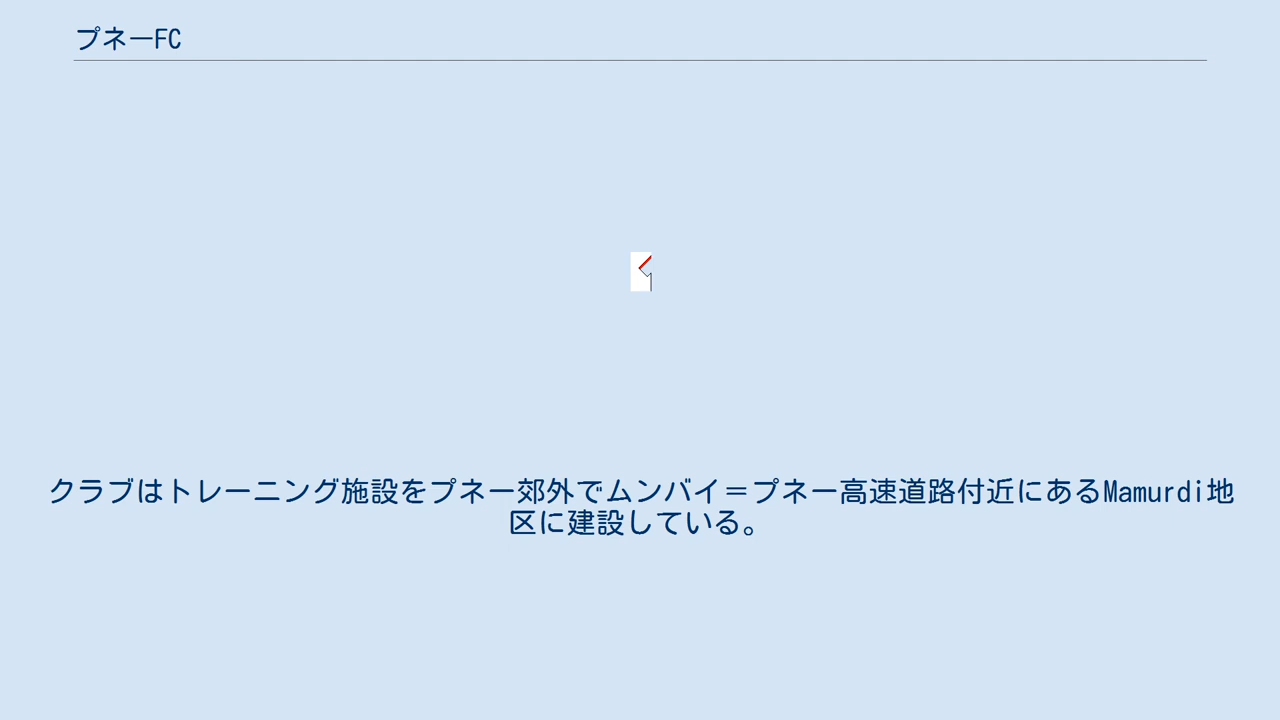 プネーFC
クラブはトレーニング施設をプネー郊外でムンバイ＝プネー高速道路付近にあるMamurdi地
区に建設している。